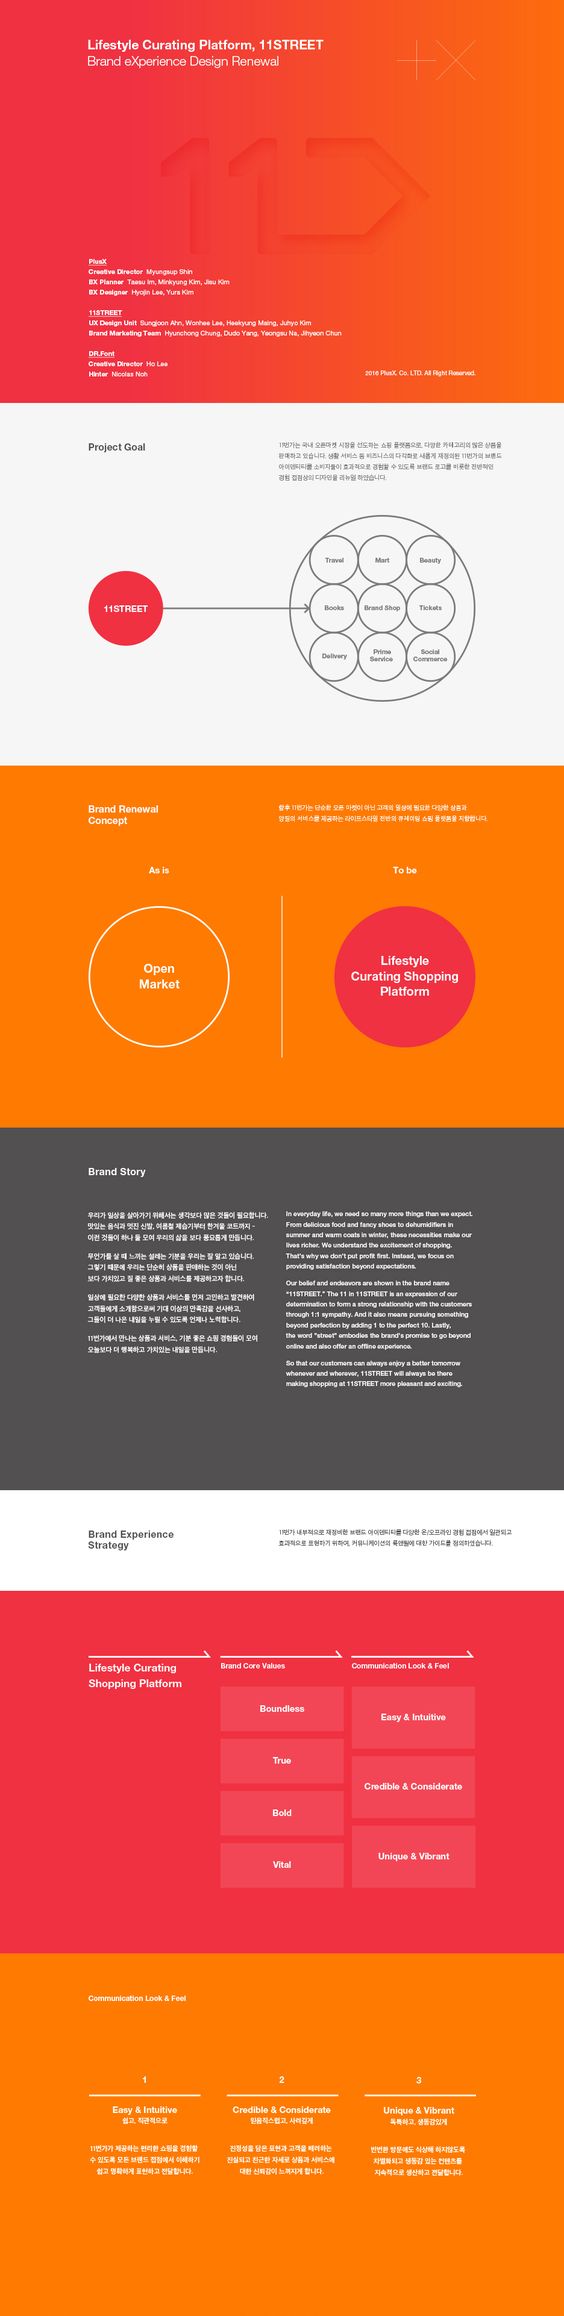 Lifestyle Curating Platform, 11STREET
Brand eXperience Design Renewal
PlusX
Creative Director Myungsup Shin
BX Planner Taesu Im, Minkyung Kim, Jisu Kim
BX Designer Hyojin Lee, Yura Kim
11STREET
UX Design Unit Sungjoon Ahn, Wonhee Lee, Heekyung Maing, Juhyo Kim
Brand Marketing Team Hyunchong Chung, Dudo Yang, Yeongsu Na, Jihyeon Chun
DR.Font
Creative Director Ho Lee
Hinter Nicolas Noh
2016 PlusX. Co. LTD. All Right Reserved.
Project Goal
11번가는 국내 오픈마켓 시장을 선도하는 쇼핑 플랫폼으로, 다양한 카테고리의 많은 상품을
판매하고 있습니다. 생활 서비스 등 비즈니스의 다각화로 새롭게 재정의된 11번가의 브랜드
아이덴티티를 소비자들이 효과적으로 경험할 수 있도록 브랜드 로고를 비롯한 전반적인
경험 접점상의 디자인을 리뉴얼 하였습니다.
11STREET
Travel
Mart
Beauty
Books
Brand Shop
Tickets
Delivery
Prime
Service
Social
Commerce
Brand Renewal
Concept
향후 11번가는 단순한 오픈 마켓이 아닌 고객의 일상에 필요한 다양한 상품과
양질의 서비스를 제공하는 라이프스타일 전반의 큐레이팅 쇼핑 플랫폼을 지향합니다.
As is
To be
Open
Market
Lifestyle
Curating Shopping
Platform
Brand Story
우리가 일상을 살아가기 위해서는 생각보다 많은 것들이 필요합니다.
맛있는 음식과 멋진 신발, 여름철 제습기부터 한겨울 코트까지 -
이런 것들이 하나 둘 모여 우리의 삶을 보다 풍요롭게 만듭니다.
무언가를 살 때 느끼는 설레는 기분을 우리는 잘 알고 있습니다.
그렇기 때문에 우리는 단순히 상품을 판매하는 것이 아닌
보다 가치있고 질 좋은 상품과 서비스를 제공하고자 합니다.
일상에 필요한 다양한 상품과 서비스를 먼저 고민하고 발견하여
고객들에게 소개함으로써 기대 이상의 만족감을 선사하고,
그들이 더 나은 내일을 누릴 수 있도록 언제나 노력합니다.
11번가에서 만나는 상품과 서비스, 기분 좋은 쇼핑 경험들이 모여
오늘보다 더 행복하고 가치있는 내일을 만듭니다.
In everyday life, we need so many more things than we expect.
From delicious food and fancy shoes to dehumidifiers in
summer and warm coats in winter, these necessities make our
lives richer. We understand the excitement of shopping.
That's why we don't put profit first. Instead, we focus on
providing satisfaction beyond expectations.
Our belief and endeavors are shown in the brand name
"11STREET." The 11 in 11STREET is an expression of our
determination to form a strong relationship with the customers
through 1:1 sympathy. And it also means pursuing something
beyond perfection by adding 1 to the perfect 10. Lastly,
the word "street" embodies the brand's promise to go beyond
online and also offer an offline experience.
So that our customers can always enjoy a better tomorrow
whenever and wherever, 11STREET will always be there
making shopping at 11STREET more pleasant and exciting.
Brand Experience
Strategy
11번가 내부적으로 재정비한 브랜드 아이덴티티를 다양한 온/오프라인 경험 접점에서 일관되고
효과적으로 표현하기 위하여, 커뮤니케이션의 룩앤필에 대한 가이드를 정의하였습니다.
Lifestyle Curating
Shopping Platform
Brand Core Values
Boundless
True
Bold
Vital
Communication Look & Feel
Easy & Intuitive
Credible & Considerate
Unique & Vibrant
Communication Look & Feel
1
Easy & Intuitive
쉽고, 직관적으로
11번가가 제공하는 편리한 쇼핑을 경험할
수 있도록 모든 브랜드 접점에서 이해하기
쉽고 명확하게 표현하고 전달합니다.
2
Credible & Considerate
믿음직스럽고, 사려깊게
진정성을 담은 표현과 고객을 배려하는
진실되고 친근한 자세로 상품과 서비스에
대한 신뢰감이 느껴지게 합니다.
3
Unique & Vibrant
독특하고, 생동감있게
빈번한 방문에도 식상해 하지않도록
차별화되고 생동감 있는 컨텐츠를
지속적으로 생산하고 전달합니다.